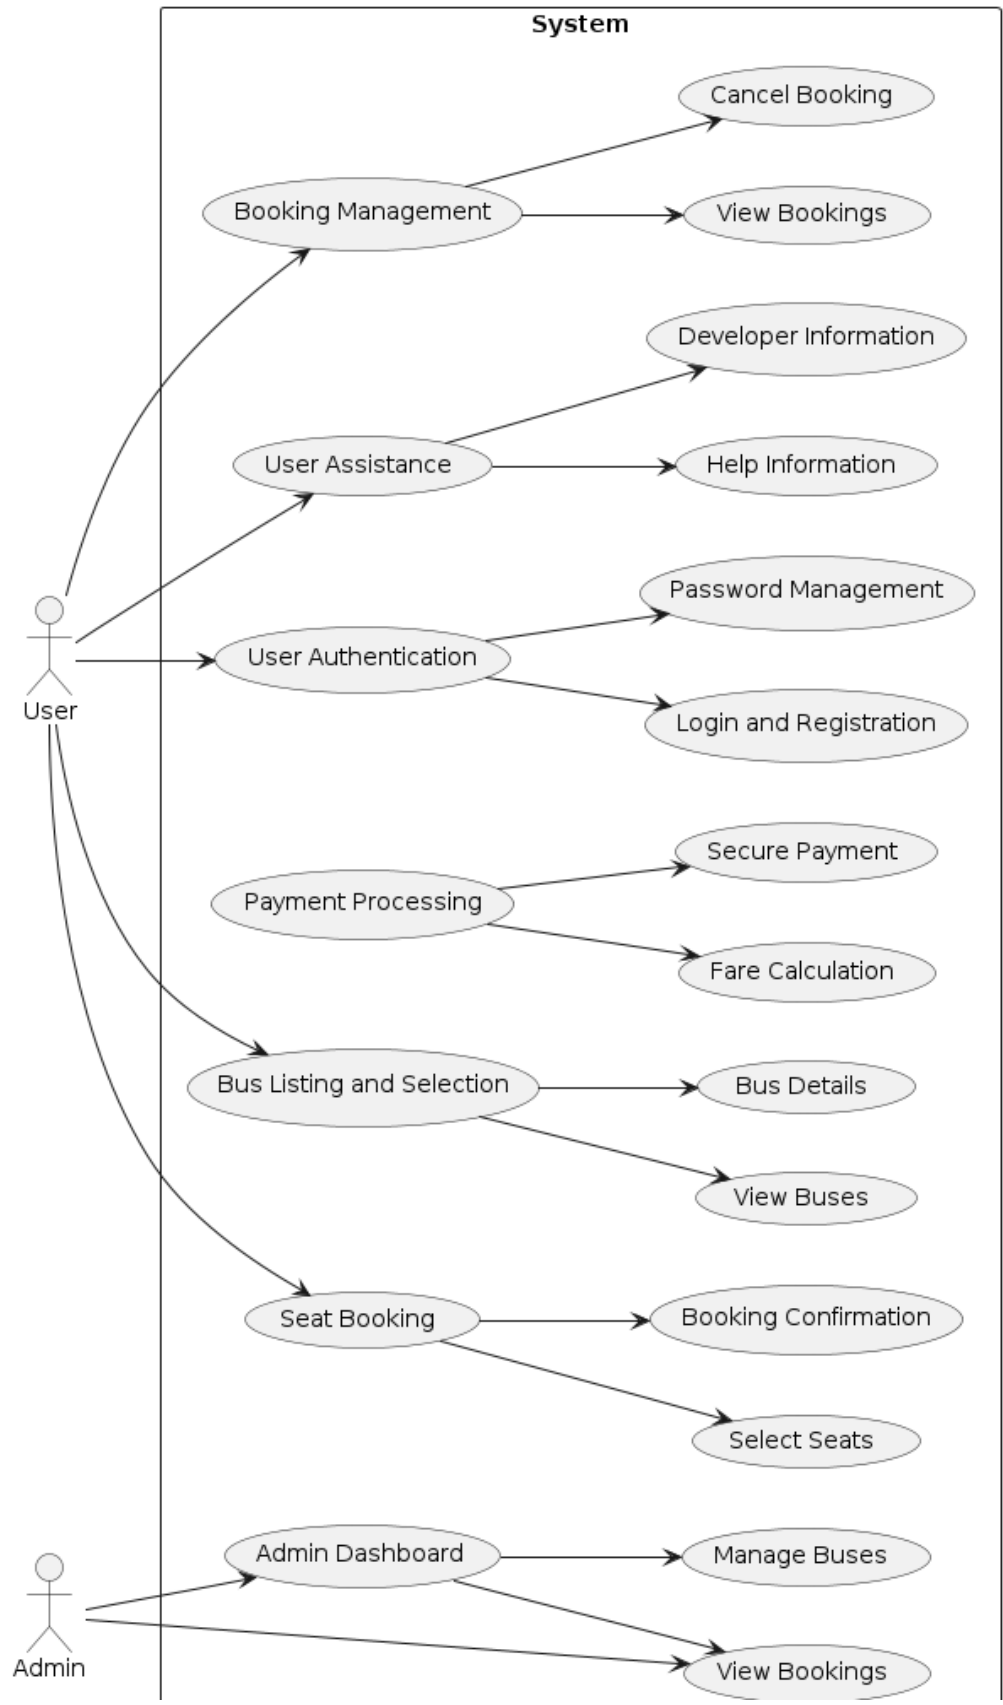 System
Cancel Booking
Booking Management
View Bookings
Developer Information
User Assistance
Help Information
Password Management
User Authentication
User
Login and Registration
Secure Payment
Payment Processing
Fare Calculation
Bus Listing and Selection
Bus Details
View Buses
Seat Booking
Booking Confirmation
Select Seats
Admin Dashboard
Manage Buses
Admin
View Bookings